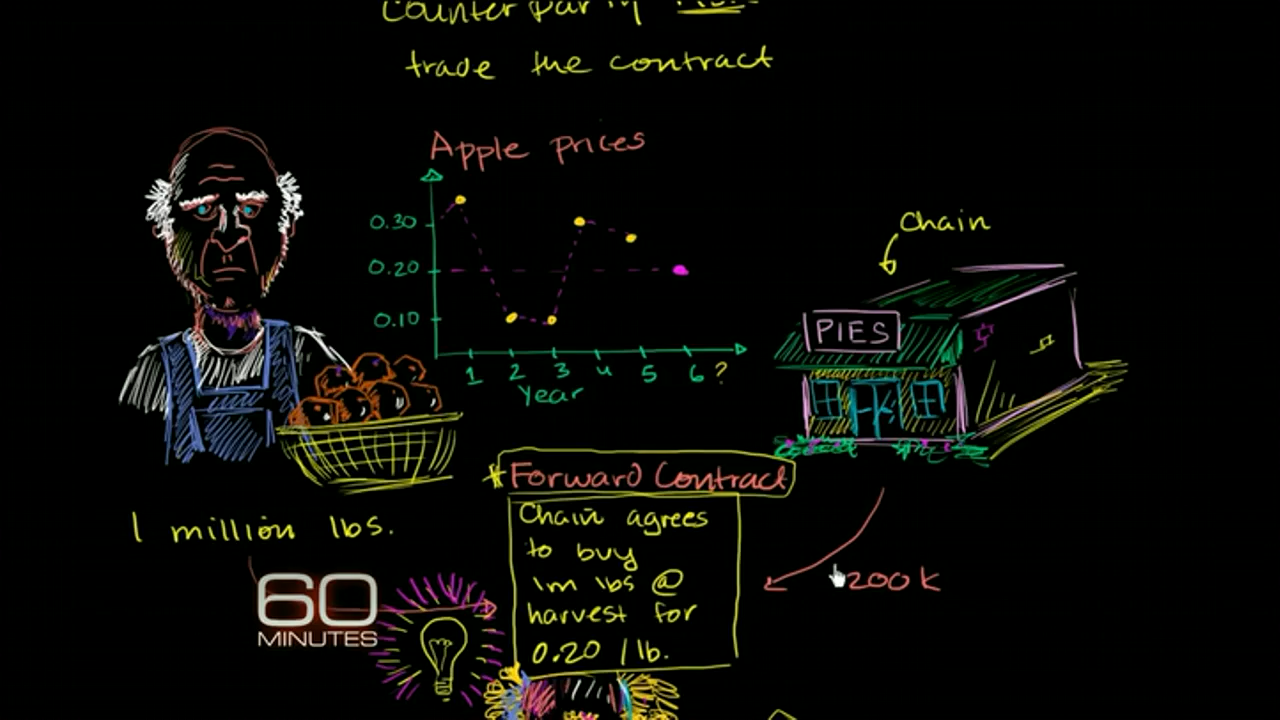 trade the contract
Apple prices
0.30
0.20
0.10
1 2 3 4 5 6 ?
Year
Chain
PIES
1 million lbs.
*Forward Contract
Chain agrees
to buy
1m lbs @
harvest for
0.20 / lb.
200k
60
MINUTES